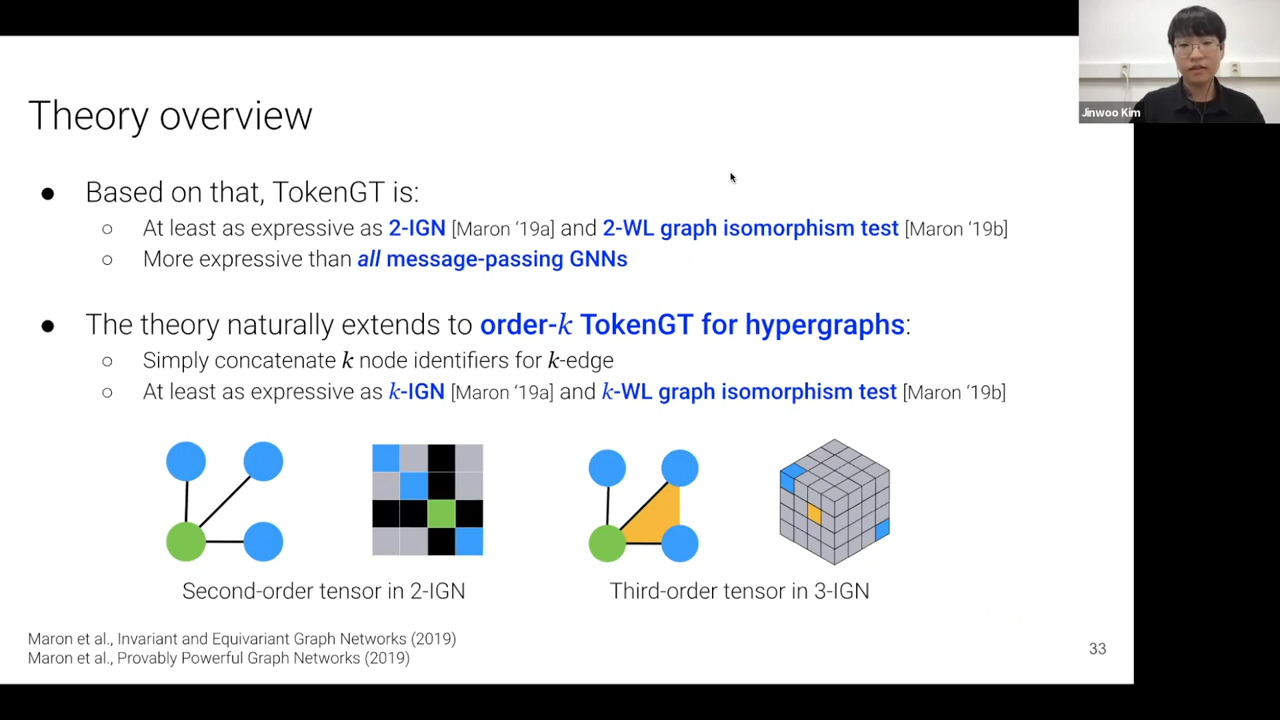 Theory overview
Jinwoo Kim
● Based on that, TokenGT is:
○ At least as expressive as 2-IGN [Maron ‘19a] and 2-WL graph isomorphism test [Maron ‘19b]
○ More expressive than all message-passing GNNs
● The theory naturally extends to order-k TokenGT for hypergraphs:
○ Simply concatenate k node identifiers for k-edge
○ At least as expressive as k-IGN [Maron ‘19a] and k-WL graph isomorphism test [Maron ‘19b]
Second-order tensor in 2-IGN
Third-order tensor in 3-IGN
Maron et al., Invariant and Equivariant Graph Networks (2019)
Maron et al., Provably Powerful Graph Networks (2019)
33